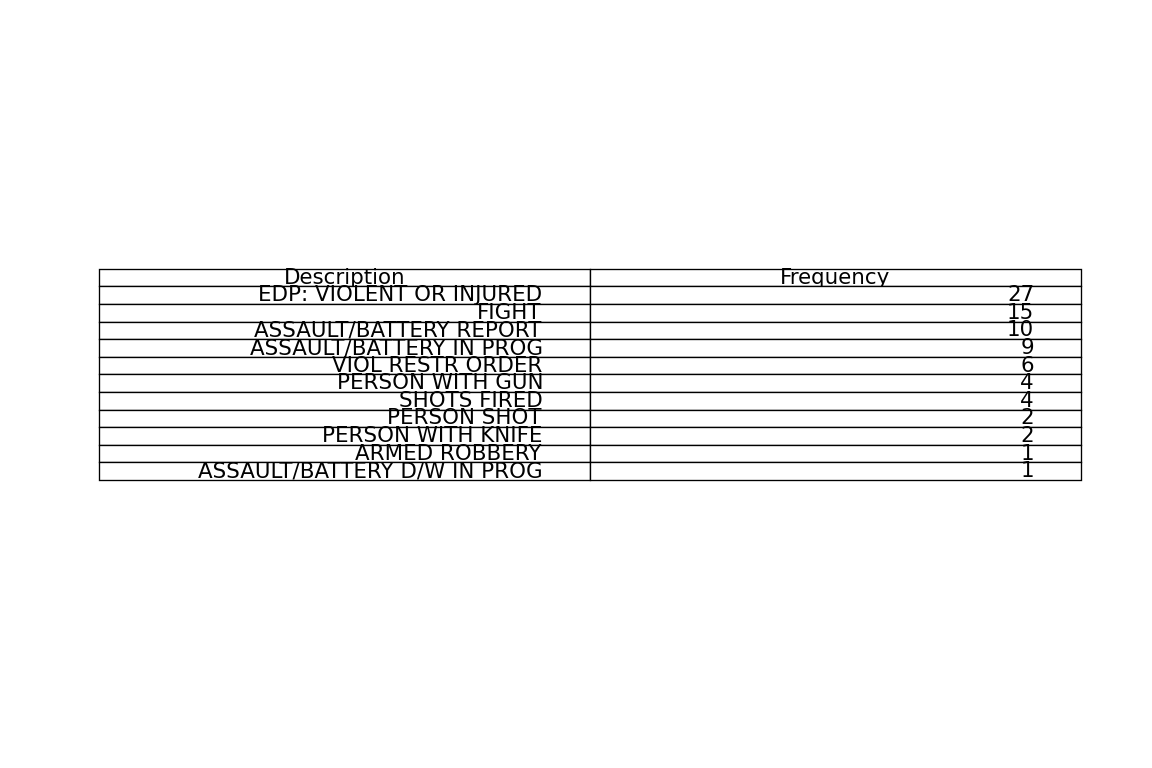 Description Frequency
EDP: VIOLENT OR INJURED 27
FIGHT 15
ASSAULT/BATTERY REPORT 10
ASSAULT/BATTERY IN PROG 9
VIOL RESTR ORDER 6
PERSON WITH GUN 4
SHOTS FIRED 4
PERSON SHOT 2
PERSON WITH KNIFE 2
ARMED ROBBERY 1
ASSAULT/BATTERY D/W IN PROG 1